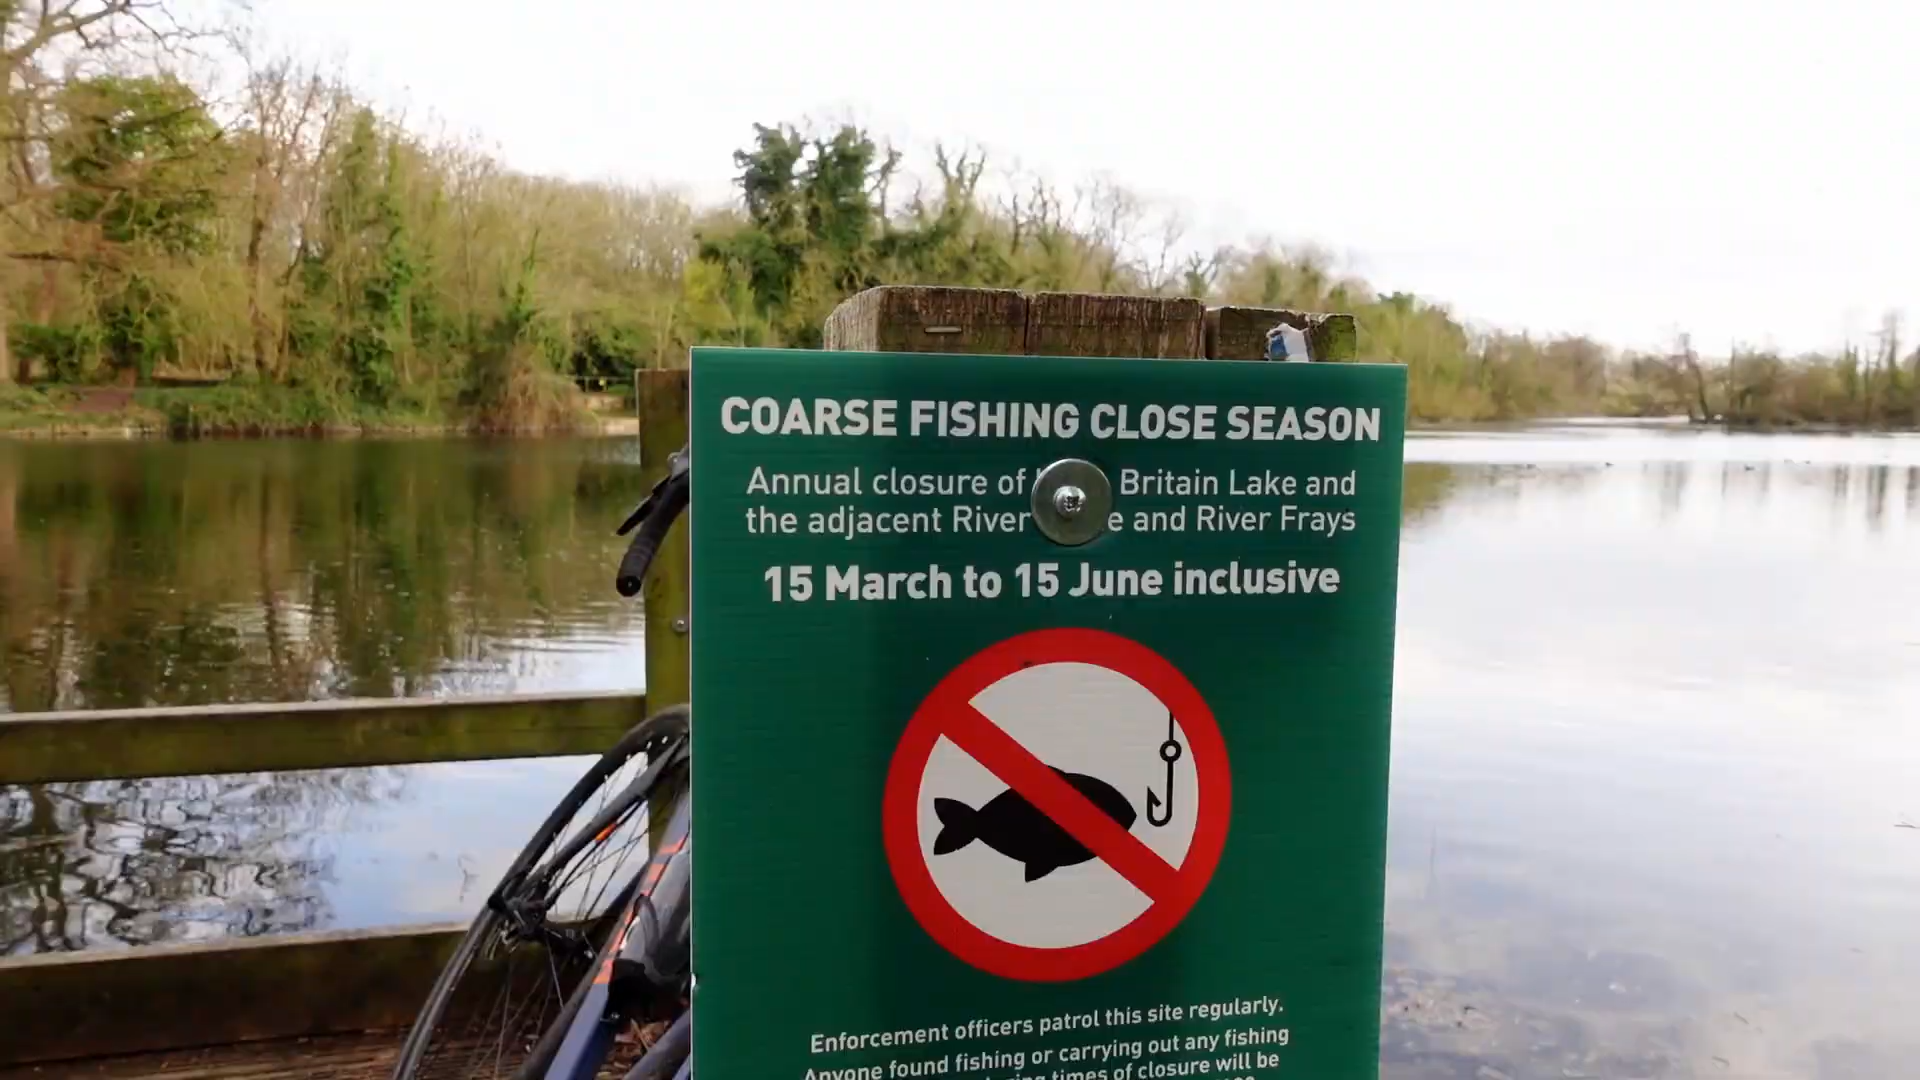 COARSE FISHING CLOSE SEASON
Annual closure of Britain Lake and
the adjacent River and River Frays
15 March to 15 June inclusive
Enforcement officers patrol this site regularly.
Anyone found fishing or carrying out any fishing
times of closure will be